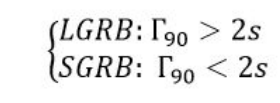 LGRB: Γ₉₀ > 2s
SGRB: Γ₉₀ < 2s